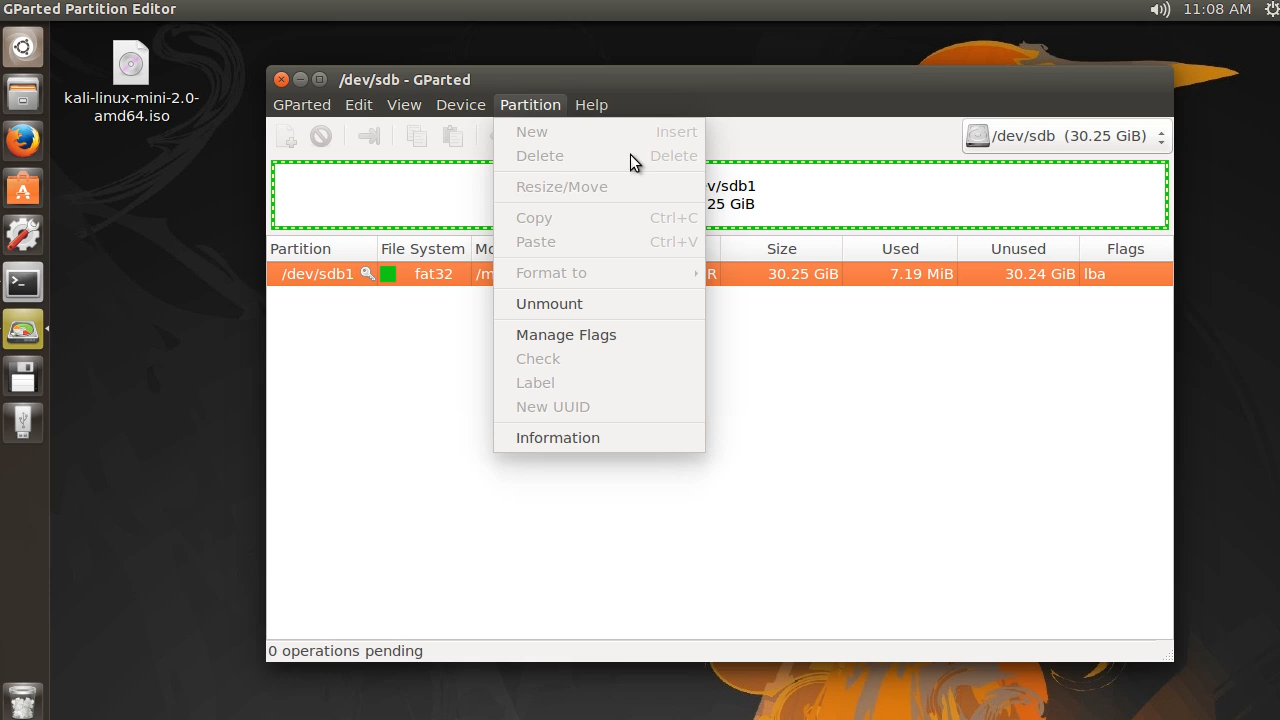 GParted Partition Editor
11:08 AM
kali-linux-mini-2.0-
amd64.iso
/dev/sdb - GParted
GParted Edit View Device Partition Help
/dev/sdb (30.25 GiB)
New Insert
Delete Delete
Resize/Move
Copy Ctrl+C
Paste Ctrl+V
Format to
Unmount
Manage Flags
Check
Label
New UUID
Information
v/sdb1
25 GiB
Partition File System Mo Size Used Unused Flags
/dev/sdb1 fat32 /m R 30.25 GiB 7.19 MiB 30.24 GiB lba
0 operations pending